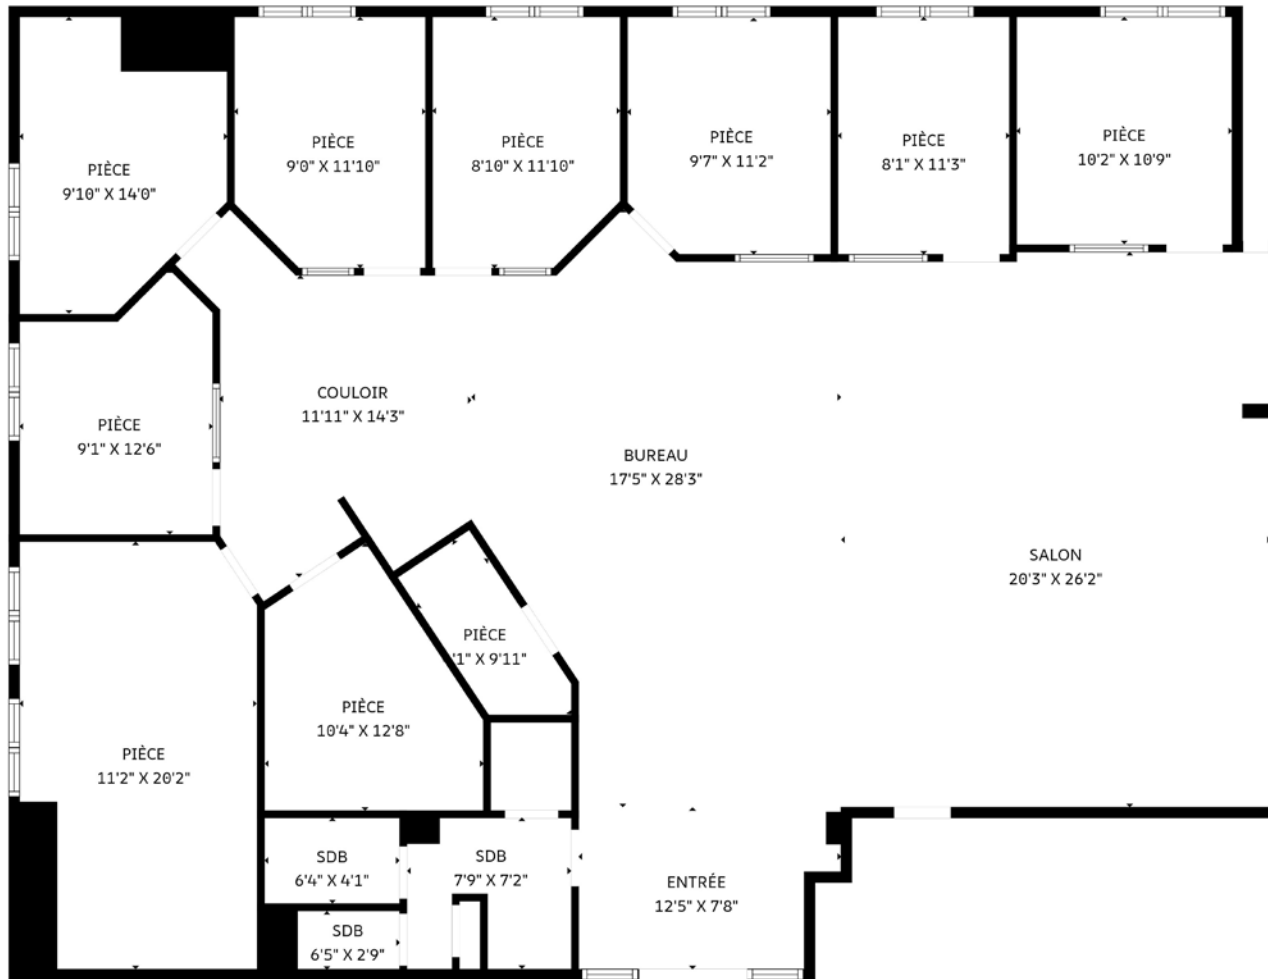 PIÈCE
9'10" X 14'0"
PIÈCE
9'0" X 11'10"
PIÈCE
8'10" X 11'10"
PIÈCE
9'7" X 11'2"
PIÈCE
8'1" X 11'3"
PIÈCE
10'2" X 10'9"
PIÈCE
9'1" X 12'6"
COULOIR
11'11" X 14'3"
BUREAU
17'5" X 28'3"
SALON
20'3" X 26'2"
PIÈCE
'1" X 9'11"
PIÈCE
10'4" X 12'8"
PIÈCE
11'2" X 20'2"
SDB
6'4" X 4'1"
SDB
7'9" X 7'2"
ENTRÉE
12'5" X 7'8"
SDB
6'5" X 2'9"